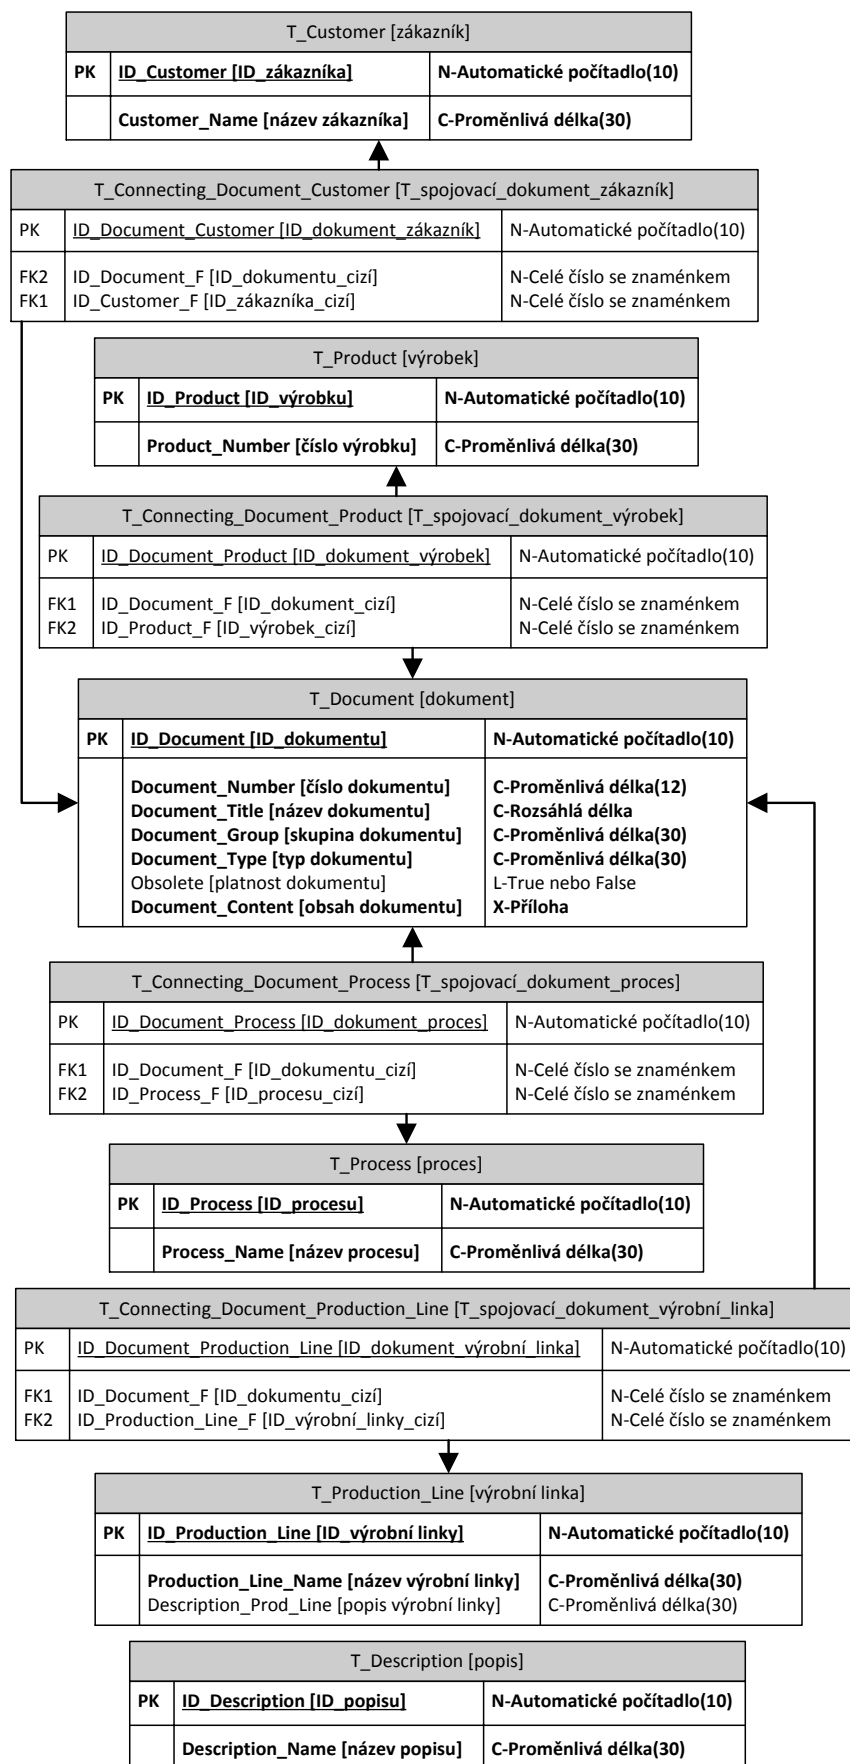 T_Customer [zákazník]
PK ID_Customer [ID_zákazníka] N-Automatické počítadlo(10)
Customer_Name [název zákazníka] C-Proměnlivá délka(30)
T_Connecting_Document_Customer [T_spojovací_dokument_zákazník]
PK ID_Document_Customer [ID_dokument_zákazník] N-Automatické počítadlo(10)
FK2 ID_Document_F [ID_dokumentu_cizí] N-Celé číslo se znaménkem
FK1 ID_Customer_F [ID_zákazníka_cizí] N-Celé číslo se znaménkem
T_Product [výrobek]
PK ID_Product [ID_výrobku] N-Automatické počítadlo(10)
Product_Number [číslo výrobku] C-Proměnlivá délka(30)
T_Connecting_Document_Product [T_spojovací_dokument_výrobek]
PK ID_Document_Product [ID_dokument_výrobek] N-Automatické počítadlo(10)
FK1 ID_Document_F [ID_dokument_cizí] N-Celé číslo se znaménkem
FK2 ID_Product_F [ID_výrobek_cizí] N-Celé číslo se znaménkem
T_Document [dokument]
PK ID_Document [ID_dokumentu] N-Automatické počítadlo(10)
Document_Number [číslo dokumentu] C-Proměnlivá délka(12)
Document_Title [název dokumentu] C-Rozsáhlá délka
Document_Group [skupina dokumentu] C-Proměnlivá délka(30)
Document_Type [typ dokumentu] C-Proměnlivá délka(30)
Obsolete [platnost dokumentu] L-True nebo False
Document_Content [obsah dokumentu] X-Příloha
T_Connecting_Document_Process [T_spojovací_dokument_proces]
PK ID_Document_Process [ID_dokument_proces] N-Automatické počítadlo(10)
FK1 ID_Document_F [ID_dokumentu_cizí] N-Celé číslo se znaménkem
FK2 ID_Process_F [ID_procesu_cizí] N-Celé číslo se znaménkem
T_Process [proces]
PK ID_Process [ID_procesu] N-Automatické počítadlo(10)
Process_Name [název procesu] C-Proměnlivá délka(30)
T_Connecting_Document_Production_Line [T_spojovací_dokument_výrobní_linka]
PK ID_Document_Production_Line [ID_dokument_výrobní_linka] N-Automatické počítadlo(10)
FK1 ID_Document_F [ID_dokumentu_cizí] N-Celé číslo se znaménkem
FK2 ID_Production_Line_F [ID_výrobní_linky_cizí] N-Celé číslo se znaménkem
T_Production_Line [výrobní linka]
PK ID_Production_Line [ID_výrobní linky] N-Automatické počítadlo(10)
Production_Line_Name [název výrobní linky] C-Proměnlivá délka(30)
Description_Prod_Line [popis výrobní linky] C-Proměnlivá délka(30)
T_Description [popis]
PK ID_Description [ID_popisu] N-Automatické počítadlo(10)
Description_Name [název popisu] C-Proměnlivá délka(30)